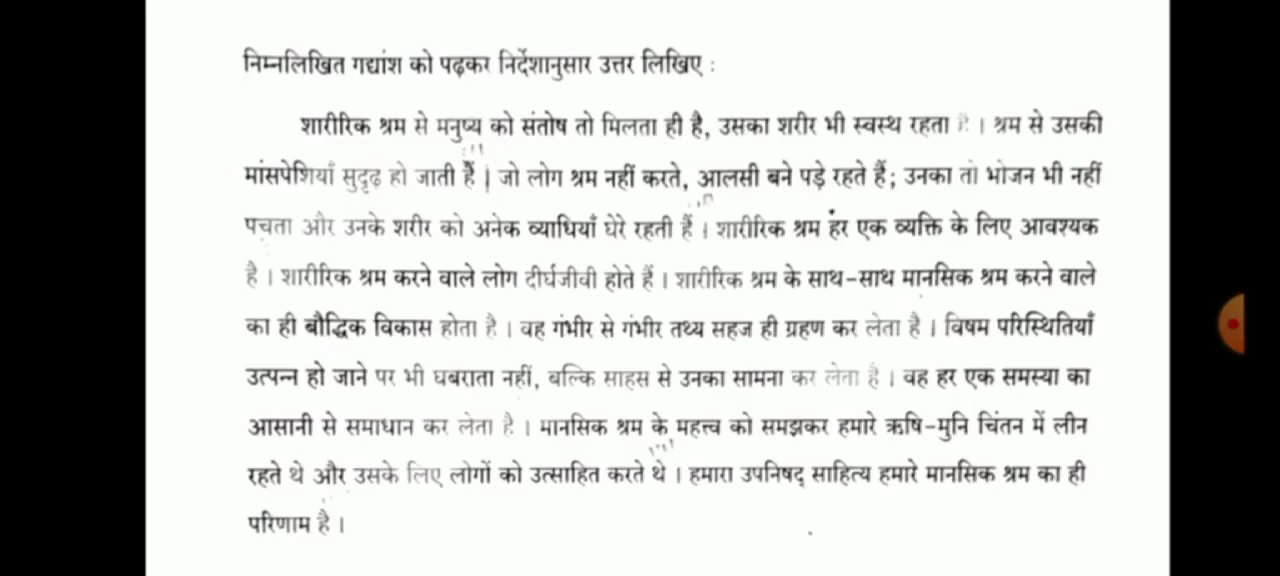 निम्नलिखित गद्यांश को पढ़कर निर्देशानुसार उत्तर लिखिए :
शारीरिक श्रम से मनुष्य को संतोष तो मिलता ही है, उसका शरीर भी स्वस्थ रहता है । श्रम से उसकी
मांसपेशियाँ सुदृढ़ हो जाती हैं । जो लोग श्रम नहीं करते, आलसी बने पड़े रहते हैं; उनका तो भोजन भी नहीं
पचता और उनके शरीर को अनेक व्याधियाँ घेरे रहती हैं । शारीरिक श्रम हर एक व्यक्ति के लिए आवश्यक
है । शारीरिक श्रम करने वाले लोग दीर्घजीवी होते हैं । शारीरिक श्रम के साथ-साथ मानसिक श्रम करने वाले
का ही बौद्धिक विकास होता है । वह गंभीर से गंभीर तथ्य सहज ही ग्रहण कर लेता है । विषम परिस्थितियाँ
उत्पन्न हो जाने पर भी घबराता नहीं, बल्कि साहस से उनका सामना कर लेता है । वह हर एक समस्या का
आसानी से समाधान कर लेता है । मानसिक श्रम के महत्त्व को समझकर हमारे ऋषि-मुनि चिंतन में लीन
रहते थे और उसके लिए लोगों को उत्साहित करते थे । हमारा उपनिषद् साहित्य हमारे मानसिक श्रम का ही
परिणाम है ।